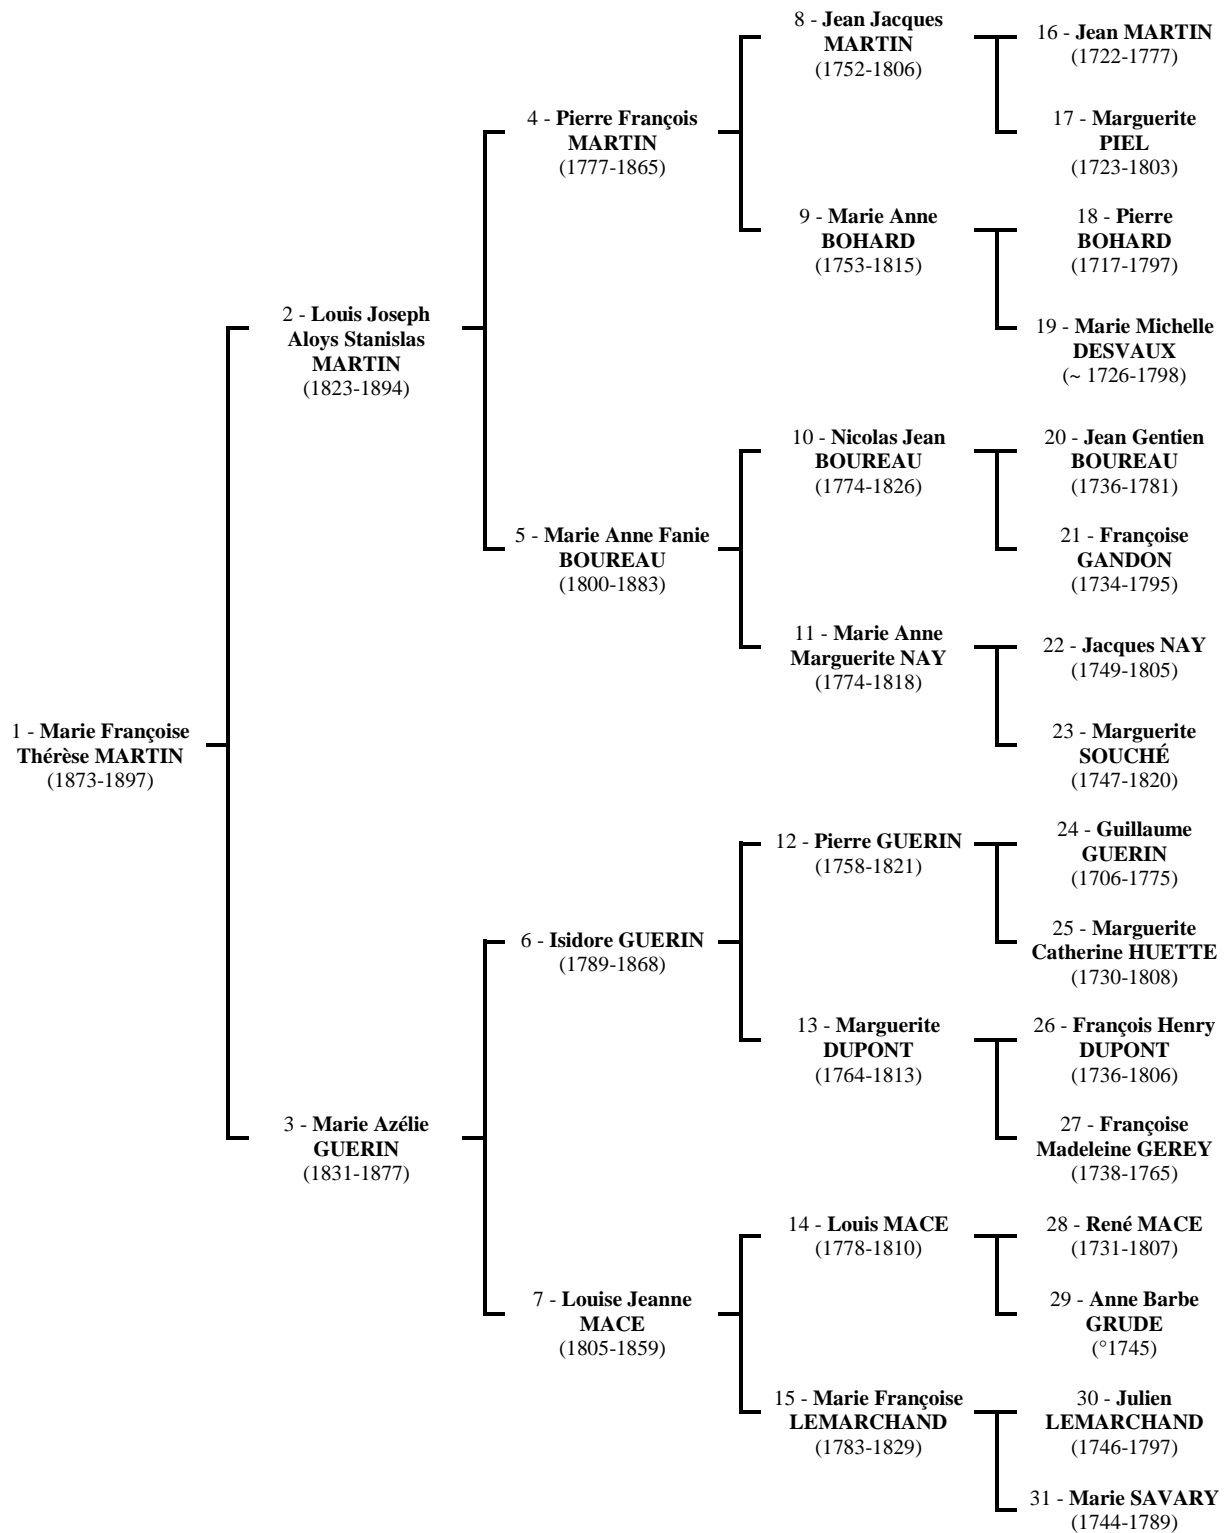 1 - Marie Françoise
Thérèse MARTIN
(1873-1897)
2 - Louis Joseph
Aloys Stanislas
MARTIN
(1823-1894)
3 - Marie Azélie
GUERIN
(1831-1877)
4 - Pierre François
MARTIN
(1777-1865)
5 - Marie Anne Fanie
BOUREAU
(1800-1883)
6 - Isidore GUERIN
(1789-1868)
7 - Louise Jeanne
MACE
(1805-1859)
8 - Jean Jacques
MARTIN
(1752-1806)
9 - Marie Anne
BOHARD
(1753-1815)
10 - Nicolas Jean
BOUREAU
(1774-1826)
11 - Marie Anne
Marguerite NAY
(1774-1818)
12 - Pierre GUERIN
(1758-1821)
13 - Marguerite
DUPONT
(1764-1813)
14 - Louis MACE
(1778-1810)
15 - Marie Françoise
LEMARCHAND
(1783-1829)
16 - Jean MARTIN
(1722-1777)
17 - Marguerite
PIEL
(1723-1803)
18 - Pierre
BOHARD
(1717-1797)
19 - Marie Michelle
DESVAUX
(~ 1726-1798)
20 - Jean Gentien
BOUREAU
(1736-1781)
21 - Françoise
GANDON
(1734-1795)
22 - Jacques NAY
(1749-1805)
23 - Marguerite
SOUCHÉ
(1747-1820)
24 - Guillaume
GUERIN
(1706-1775)
25 - Marguerite
Catherine HUETTE
(1730-1808)
26 - François Henry
DUPONT
(1736-1806)
27 - Françoise
Madeleine GEREY
(1738-1765)
28 - René MACE
(1731-1807)
29 - Anne Barbe
GRUDE
(°1745)
30 - Julien
LEMARCHAND
(1746-1797)
31 - Marie SAVARY
(1744-1789)